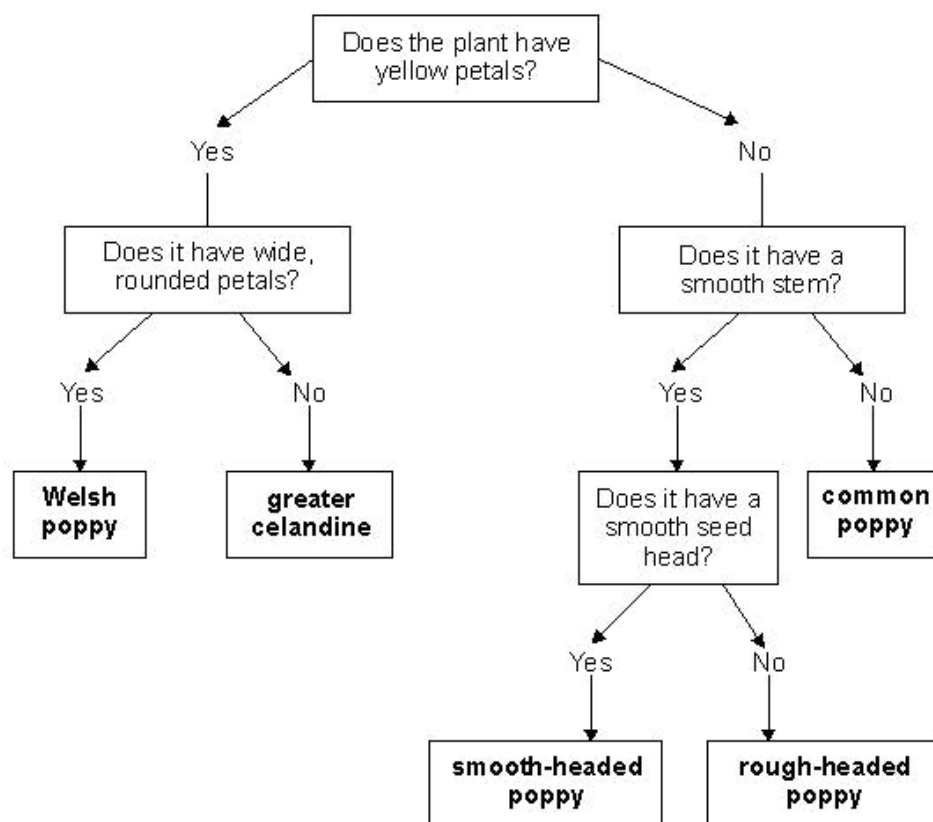 Does the plant have
yellow petals?
Yes
No
Does it have wide,
rounded petals?
Does it have a
smooth stem?
Yes
No
Yes
No
Welsh
poppy
greater
celandine
Does it have a
smooth seed
head?
common
poppy
Yes
No
smooth-headed
poppy
rough-headed
poppy